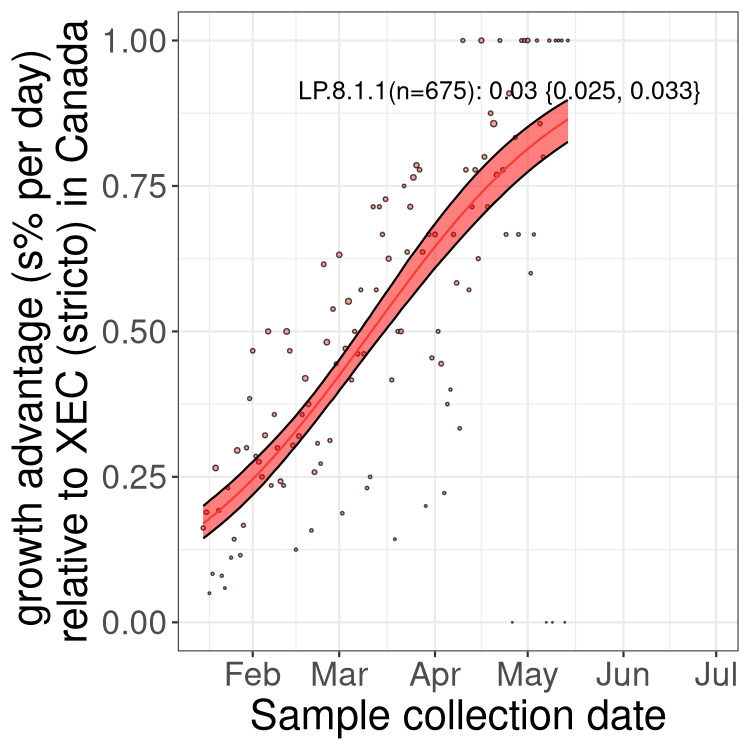 growth advantage (s% per day)
relative to XEC (stricto) in Canada
1.00
LP.8.1.1(n=675): 0.03 {0.025, 0.033}
0.75
0.50
0.25
0.00
Feb Mar Apr May Jun Jul
Sample collection date